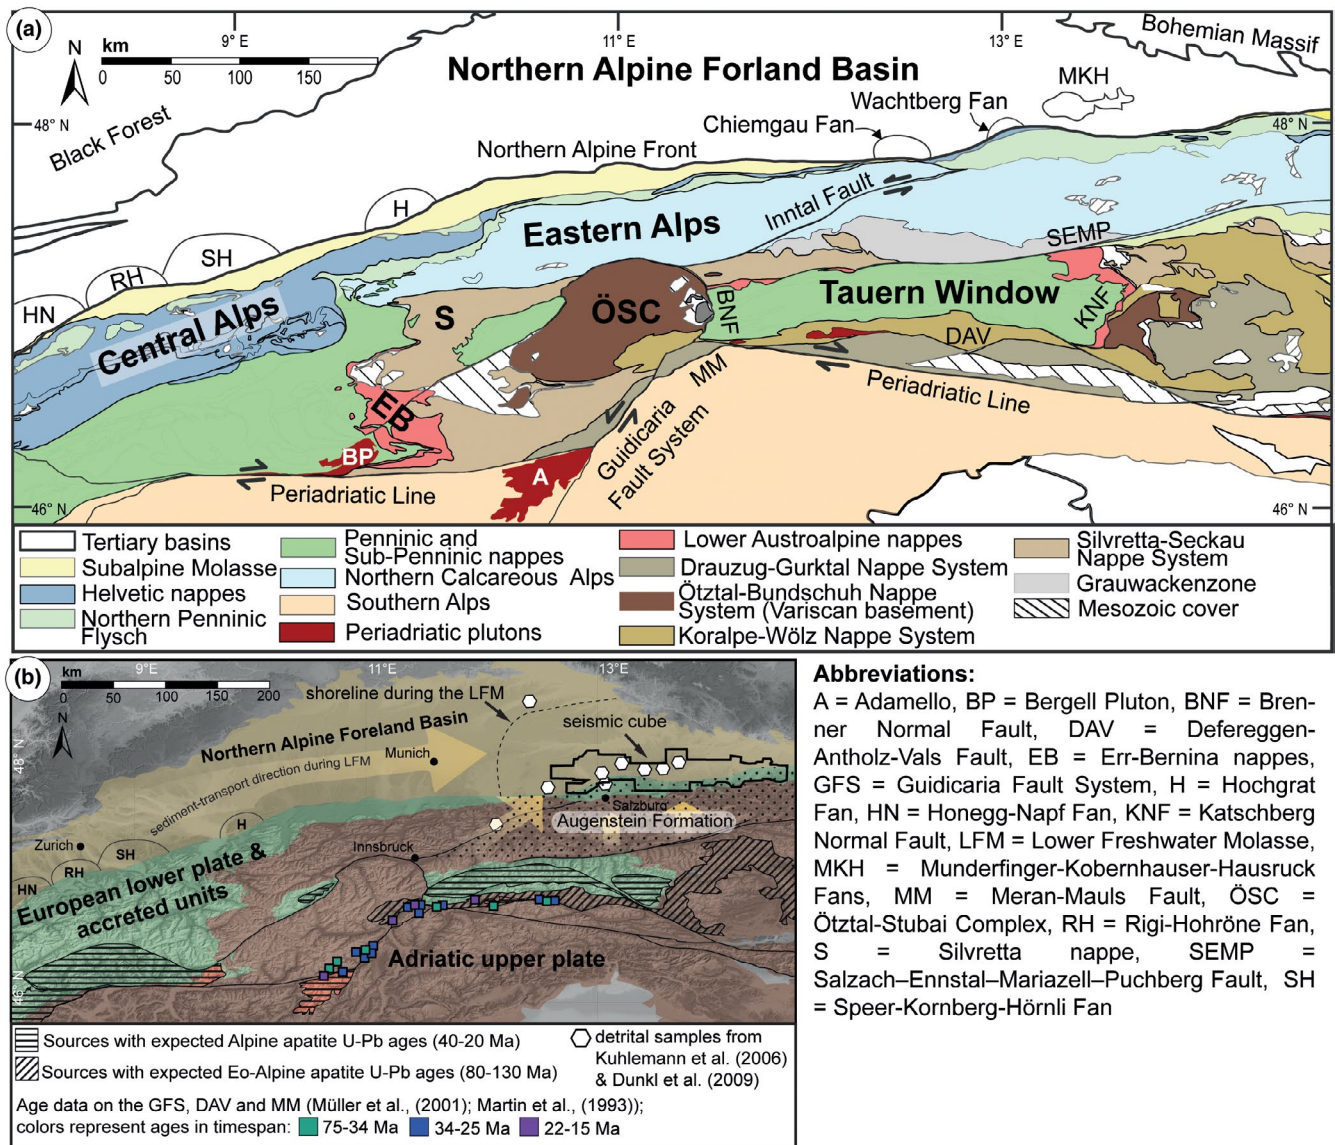 (a)
9° E
11° E
13° E
Bohemian Massif
N
km
0 50 100 150
Northern Alpine Forland Basin
MKH
Wachtberg Fan
Chiemgau Fan
48° N
48° N
Black Forest
Northern Alpine Front
H
Inntal Fault
Eastern Alps
SEMP
SH
RH
HN
Central Alps
S
ÖSC
BNF
Tauern Window
KNF
DAV
MM
Periadriatic Line
EB
BP
A
Guidicaria
Fault System
Periadriatic Line
46° N
46° N
Tertiary basins
Subalpine Molasse
Helvetic nappes
Northern Penninic
Flysch
Penninic and
Sub-Penninic nappes
Northern Calcareous Alps
Southern Alps
Periadriatic plutons
Lower Austroalpine nappes
Drauzug-Gurktal Nappe System
Ötztal-Bundschuh Nappe
System (Variscan basement)
Koralpe-Wölz Nappe System
Silvretta-Seckau
Nappe System
Grauwackenzone
Mesozoic cover
(b)
km
0 50 100 150 200
9°E
11°E
13°E
shoreline during the LFM
N
48° N
Northern Alpine Foreland Basin
seismic cube
Munich
sediment-transport direction during LFM
Salzburg
Augenstein Formation
H
Zurich
SH
RH
HN
Innsbruck
European lower plate &
accreted units
Adriatic upper plate
46° N
Sources with expected Alpine apatite U-Pb ages (40-20 Ma)
Sources with expected Eo-Alpine apatite U-Pb ages (80-130 Ma)
detrital samples from
Kuhlemann et al. (2006)
& Dunkl et al. (2009)
Age data on the GFS, DAV and MM (Müller et al., (2001); Martin et al., (1993));
colors represent ages in timespan: 75-34 Ma 34-25 Ma 22-15 Ma
Abbreviations:
A = Adamello, BP = Bergell Pluton, BNF = Bren-
ner Normal Fault, DAV = Defereggen-
Antholz-Vals Fault, EB = Err-Bernina nappes,
GFS = Guidicaria Fault System, H = Hochgrat
Fan, HN = Honegg-Napf Fan, KNF = Katschberg
Normal Fault, LFM = Lower Freshwater Molasse,
MKH = Munderfinger-Kobernhauser-Hausruck
Fans, MM = Meran-Mauls Fault, ÖSC =
Ötztal-Stubai Complex, RH = Rigi-Hohröne Fan,
S = Silvretta nappe, SEMP =
Salzach–Ennstal–Mariazell–Puchberg Fault, SH
= Speer-Kornberg-Hörnli Fan